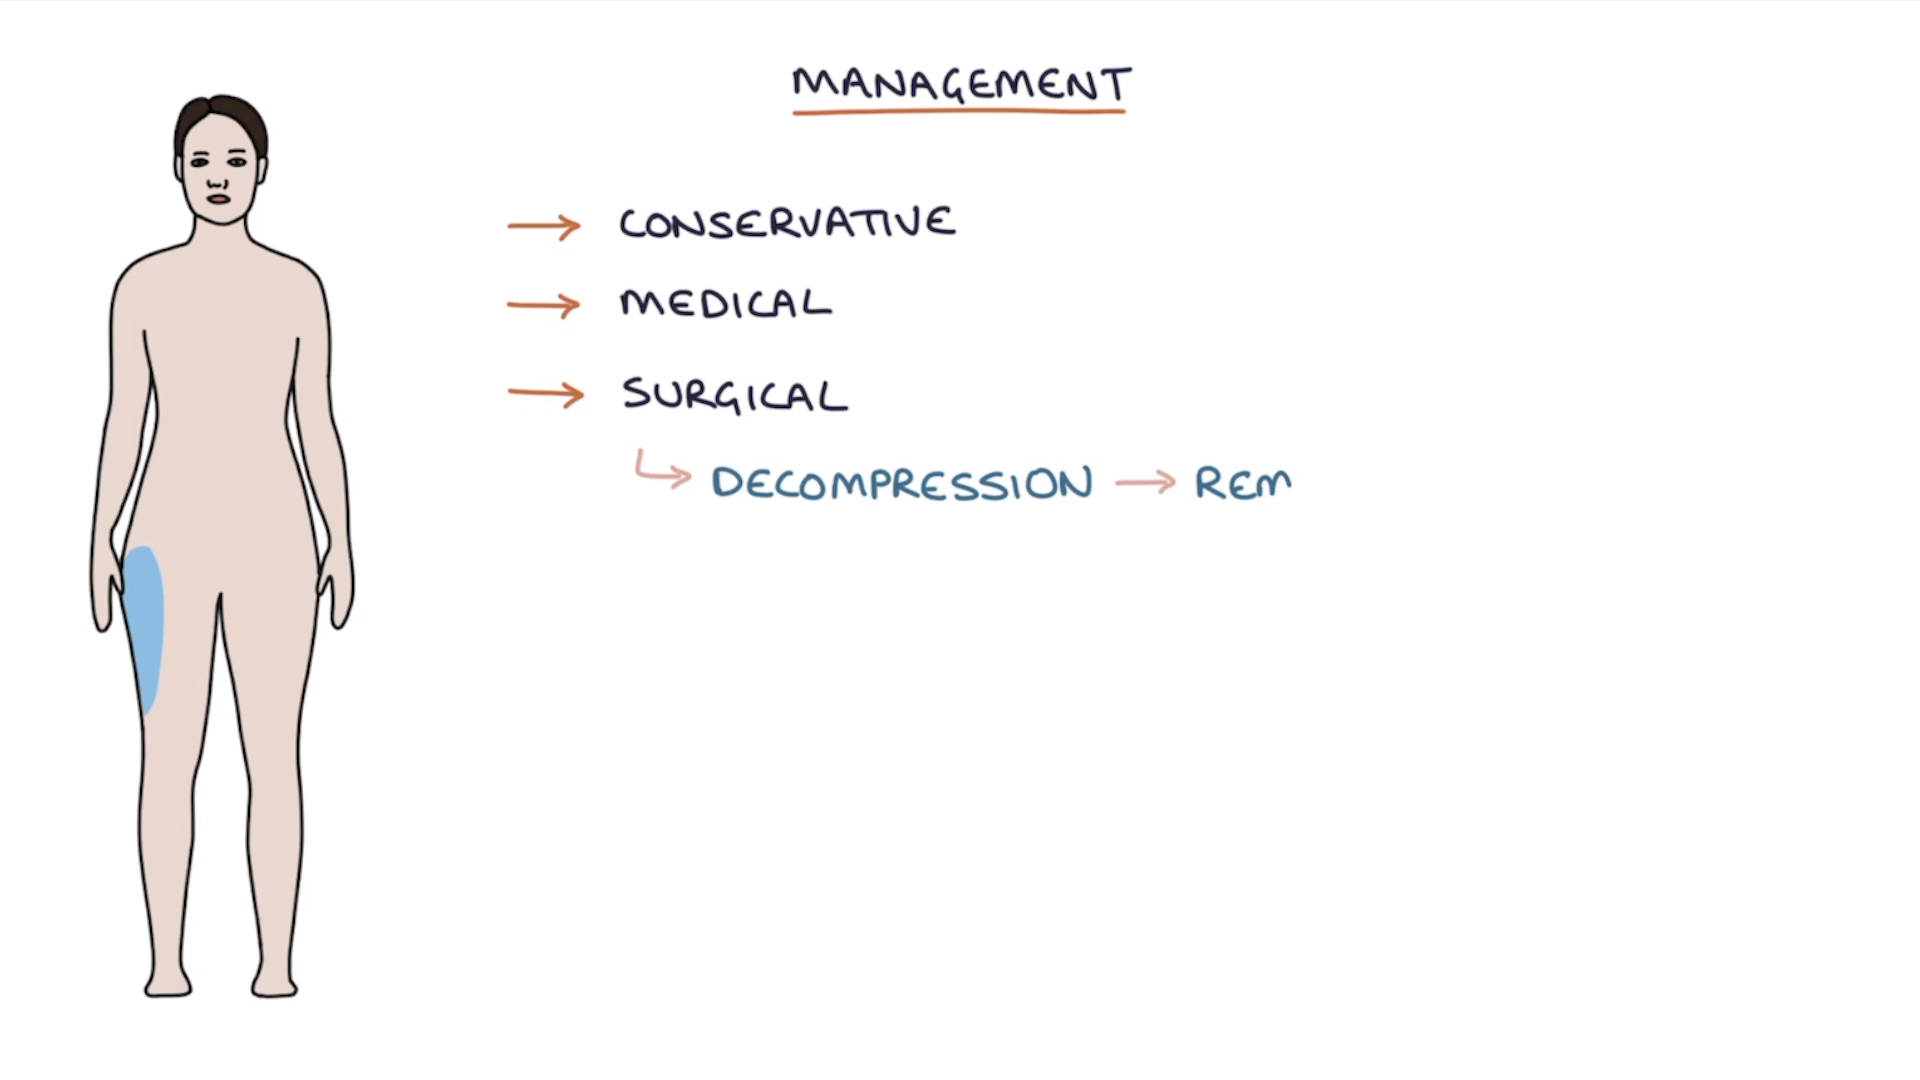 MANAGEMENT
→ CONSERVATIVE
→ MEDICAL
→ SURGICAL
↳ DECOMPRESSION → REM